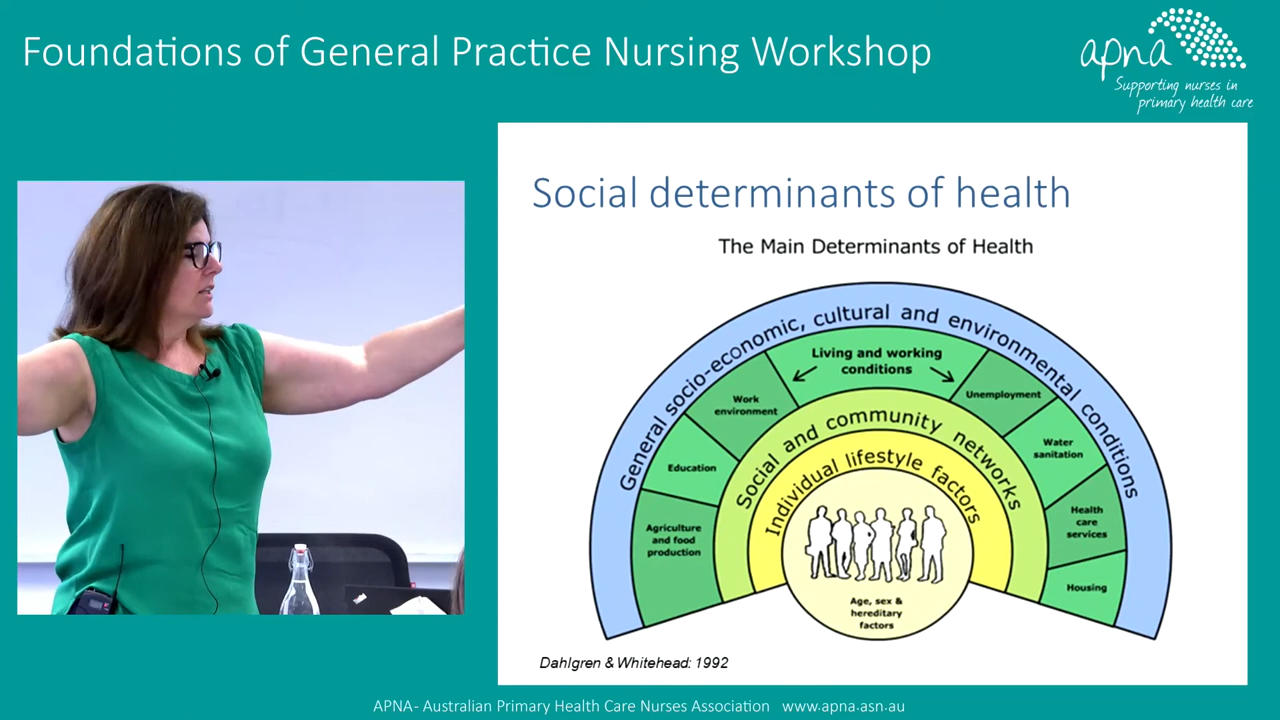 Foundations of General Practice Nursing Workshop
apna
Supporting nurses in
primary health care
Social determinants of health
The Main Determinants of Health
General socio-economic, cultural and environmental conditions
Living and working
conditions
Work
environment
Unemployment
Education
Water
sanitation
Agriculture
and food
production
Health
care
services
Housing
Social and community networks
Individual lifestyle factors
Age, sex &
hereditary
factors
Dahlgren & Whitehead: 1992
APNA- Australian Primary Health Care Nurses Association www.apna.asn.au